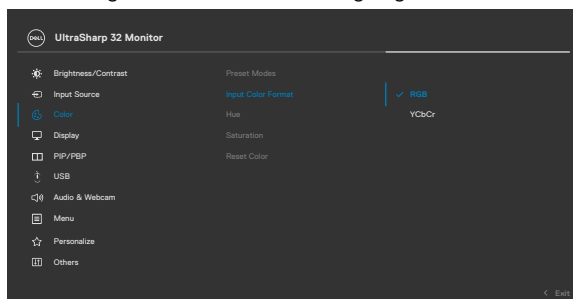 DELL UltraSharp 32 Monitor
Brightness/Contrast Preset Modes
Input Source Input Color Format ✓ RGB
Color Hue YCbCr
Display Saturation
PIP/PBP Reset Color
USB
Audio & Webcam
Menu
Personalize
Others
< Exit